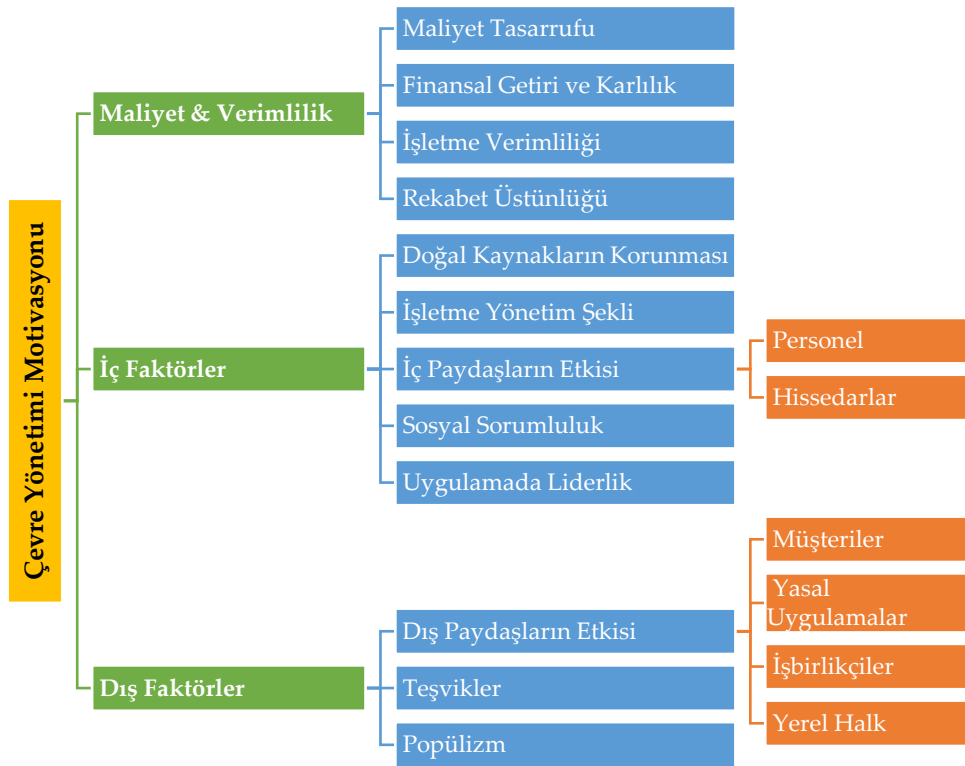 Çevre Yönetimi Motivasyonu
Maliyet & Verimlilik
Maliyet Tasarrufu
Finansal Getiri ve Karlılık
İşletme Verimliliği
Rekabet Üstünlüğü
İç Faktörler
Doğal Kaynakların Korunması
İşletme Yönetim Şekli
İç Paydaşların Etkisi
Personel
Hissedarlar
Sosyal Sorumluluk
Uygulamada Liderlik
Dış Faktörler
Dış Paydaşların Etkisi
Müşteriler
Yasal
Uygulamalar
İşbirlikçiler
Yerel Halk
Teşvikler
Popülizm